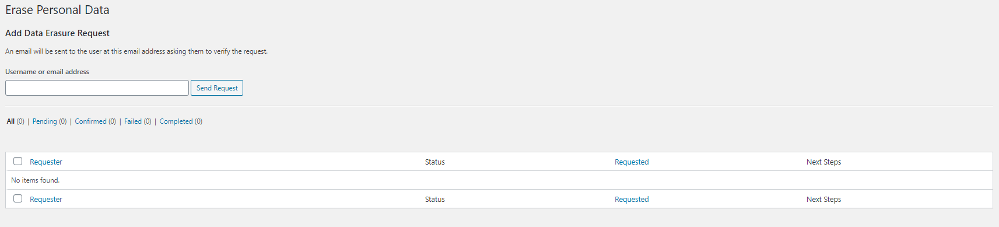 Erase Personal Data
Add Data Erasure Request
An email will be sent to the user at this email address asking them to verify the request.
Username or email address
Send Request
All (0) | Pending (0) | Confirmed (0) | Failed (0) | Completed (0)
Requester Status Requested Next Steps
No items found.
Requester Status Requested Next Steps